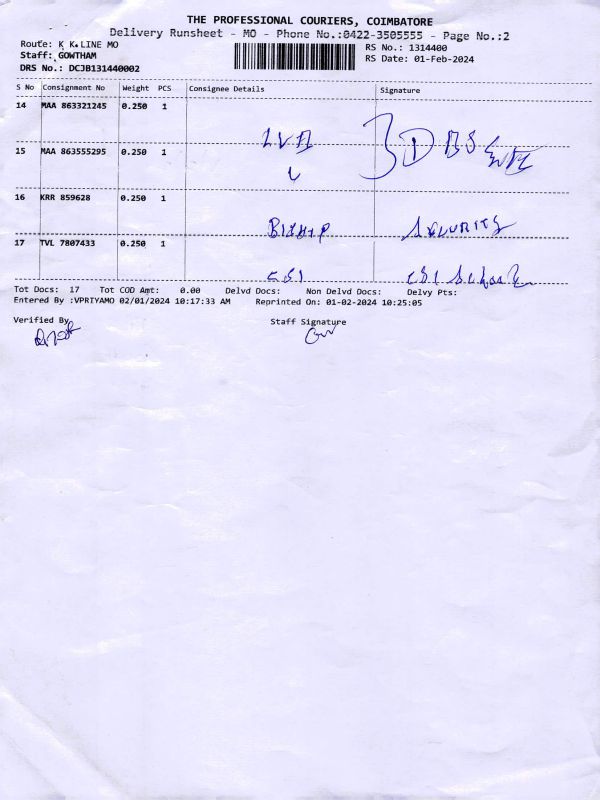 THE PROFESSIONAL COURIERS, COIMBATORE
Delivery Runsheet - MO - Phone No.:0422-3505555 - Page No.:2
Route: K K LINE MO
RS No.: 1314400
Staff: GOWTHAM
RS Date: 01-Feb-2024
DRS No.: DCJB131440002
S No Consignment No Weight PCS Consignee Details Signature
14 MAA 863321245 0.250 1
LVB
15 MAA 863555295 0.250 1
16 KRR 859628 0.250 1
17 TVL 7807433 0.250 1
CSI CSI School
Tot Docs: 17 Tot COD Amt: 0.00 Delvd Docs: Non Delvd Docs: Delvy Pts:
Entered By :VPRIYAMO 02/01/2024 10:17:33 AM Reprinted On: 01-02-2024 10:25:05
Verified By
Staff Signature